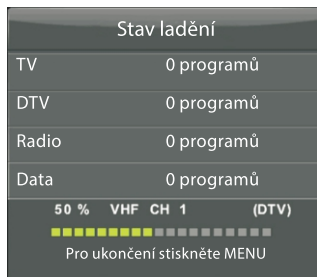 Stav ladění
TV 0 programů
DTV 0 programů
Radio 0 programů
Data 0 programů
50 % VHF CH 1 (DTV)
Pro ukončení stiskněte MENU